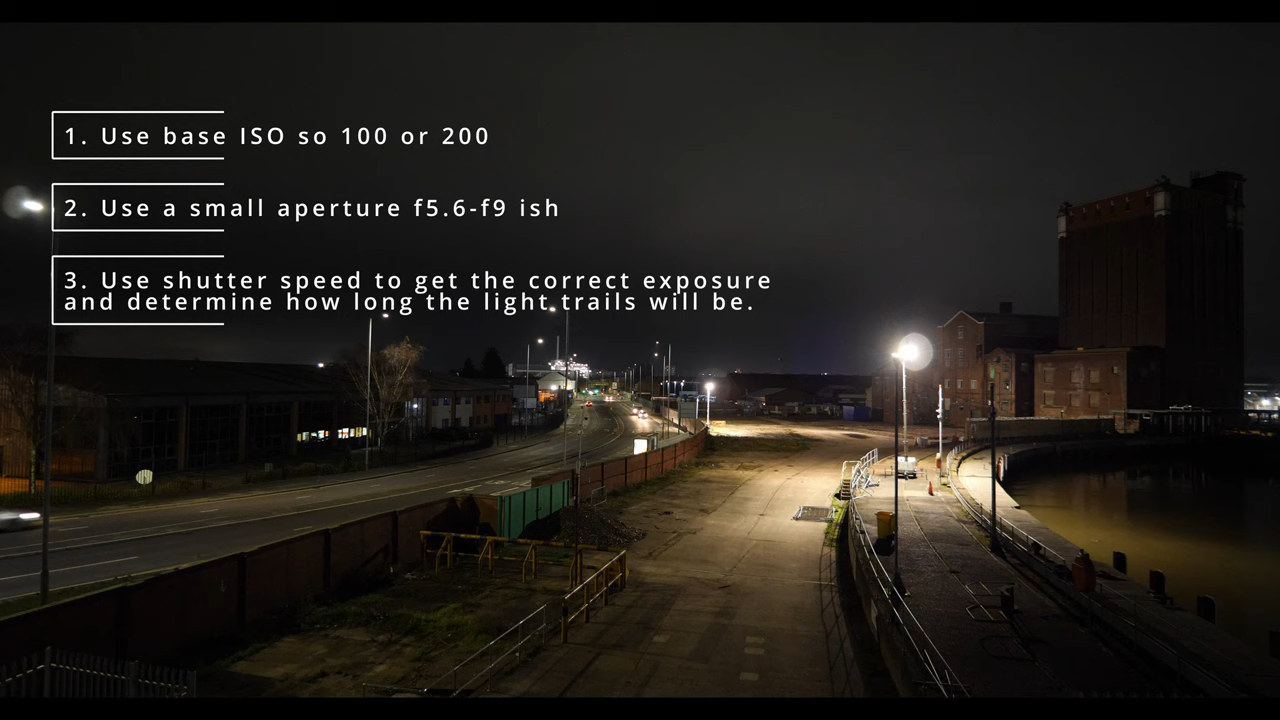 1. Use base ISO so 100 or 200
2. Use a small aperture f5.6-f9 ish
3. Use shutter speed to get the correct exposure
and determine how long the light trails will be.